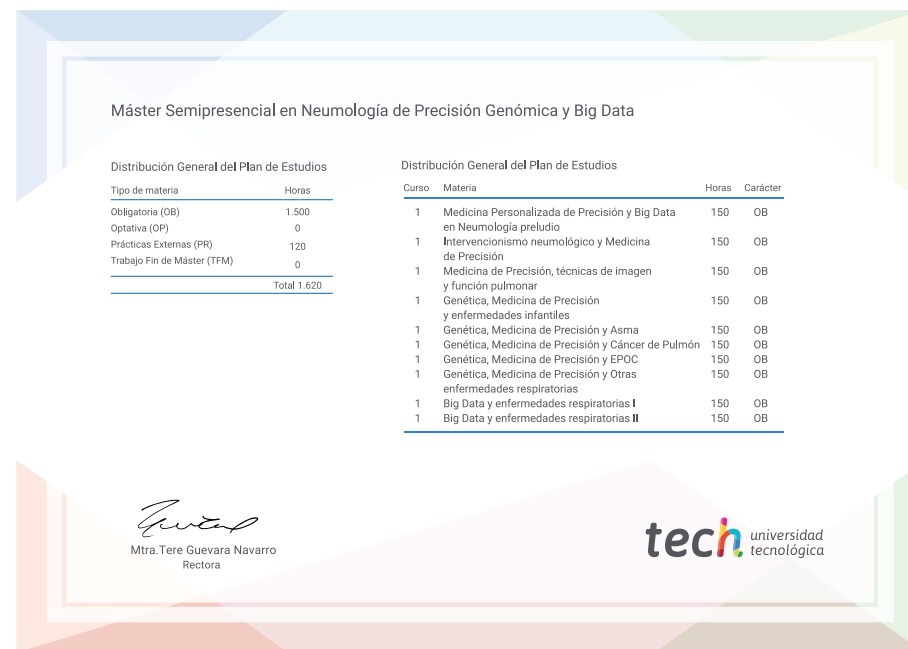 Máster Semipresencial en Neumología de Precisión Genómica y Big Data
Distribución General del Plan de Estudios
Tipo de materia Horas
Obligatoria (OB) 1.500
Optativa (OP) 0
Prácticas Externas (PR) 120
Trabajo Fin de Máster (TFM) 0
Total 1.620
Distribución General del Plan de Estudios
Curso Materia Horas Carácter
1 Medicina Personalizada de Precisión y Big Data 150 OB
en Neumología preludio
1 Intervencionismo neumológico y Medicina 150 OB
de Precisión
1 Medicina de Precisión, técnicas de imagen 150 OB
y función pulmonar
1 Genética, Medicina de Precisión 150 OB
y enfermedades infantiles
1 Genética, Medicina de Precisión y Asma 150 OB
1 Genética, Medicina de Precisión y Cáncer de Pulmón 150 OB
1 Genética, Medicina de Precisión y EPOC 150 OB
1 Genética, Medicina de Precisión y Otras 150 OB
enfermedades respiratorias
1 Big Data y enfermedades respiratorias I 150 OB
1 Big Data y enfermedades respiratorias II 150 OB
Mtra.Tere Guevara Navarro
Rectora
tech universidad
tecnológica